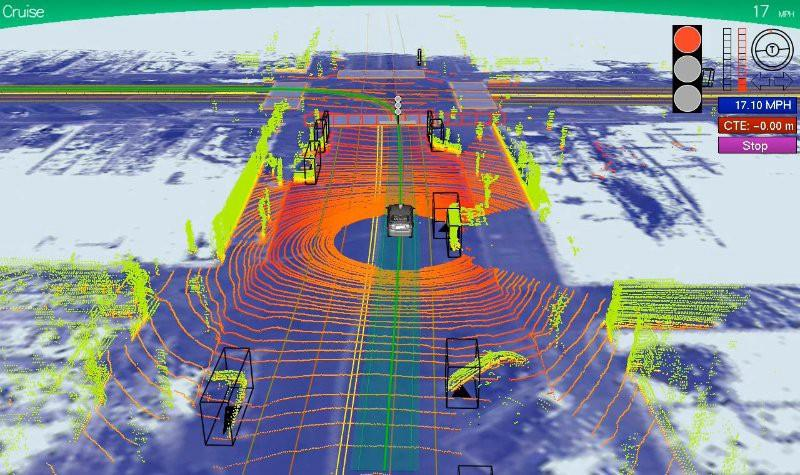 Cruise
17 MPH
T
17.10 MPH
CTE: −0.00 m
Stop